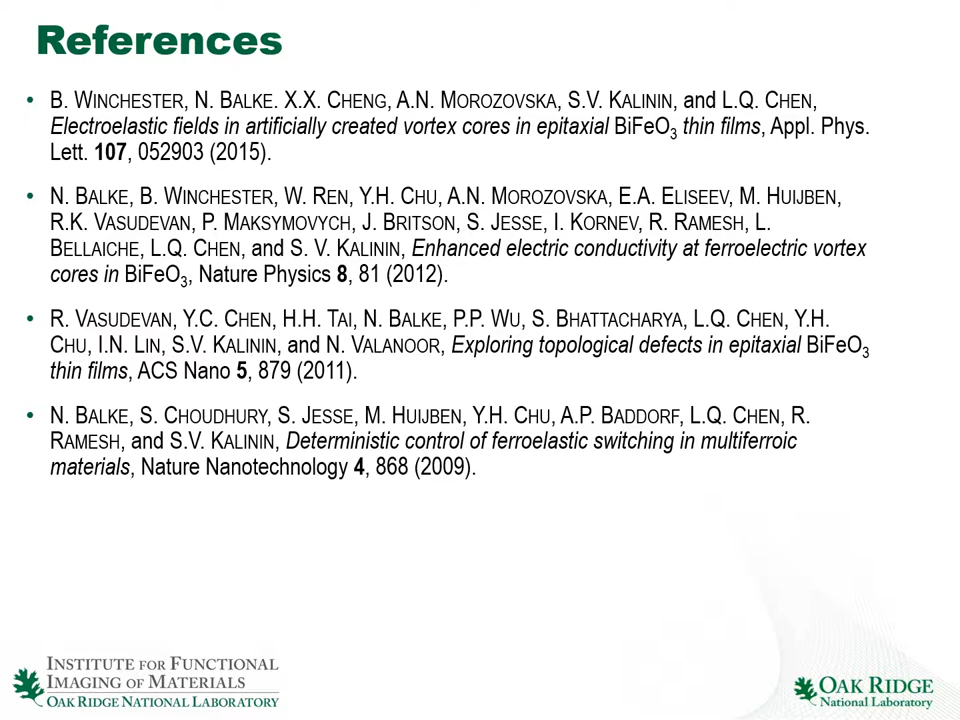 References
• B. WINCHESTER, N. BALKE. X.X. CHENG, A.N. MOROZOVSKA, S.V. KALININ, and L.Q. CHEN,
Electroelastic fields in artificially created vortex cores in epitaxial BiFeO3 thin films, Appl. Phys.
Lett. 107, 052903 (2015).
• N. BALKE, B. WINCHESTER, W. REN, Y.H. CHU, A.N. MOROZOVSKA, E.A. ELISEEV, M. HUIJBEN,
R.K. VASUDEVAN, P. MAKSYMOVYCH, J. BRITSON, S. JESSE, I. KORNEV, R. RAMESH, L.
BELLAICHE, L.Q. CHEN, and S. V. KALININ, Enhanced electric conductivity at ferroelectric vortex
cores in BiFeO3, Nature Physics 8, 81 (2012).
• R. VASUDEVAN, Y.C. CHEN, H.H. TAI, N. BALKE, P.P. WU, S. BHATTACHARYA, L.Q. CHEN, Y.H.
CHU, I.N. LIN, S.V. KALININ, and N. VALANOOR, Exploring topological defects in epitaxial BiFeO3
thin films, ACS Nano 5, 879 (2011).
• N. BALKE, S. CHOUDHURY, S. JESSE, M. HUIJBEN, Y.H. CHU, A.P. BADDORF, L.Q. CHEN, R.
RAMESH, and S.V. KALININ, Deterministic control of ferroelastic switching in multiferroic
materials, Nature Nanotechnology 4, 868 (2009).
INSTITUTE FOR FUNCTIONAL
IMAGING OF MATERIALS
OAK RIDGE NATIONAL LABORATORY
OAK RIDGE
National Laboratory